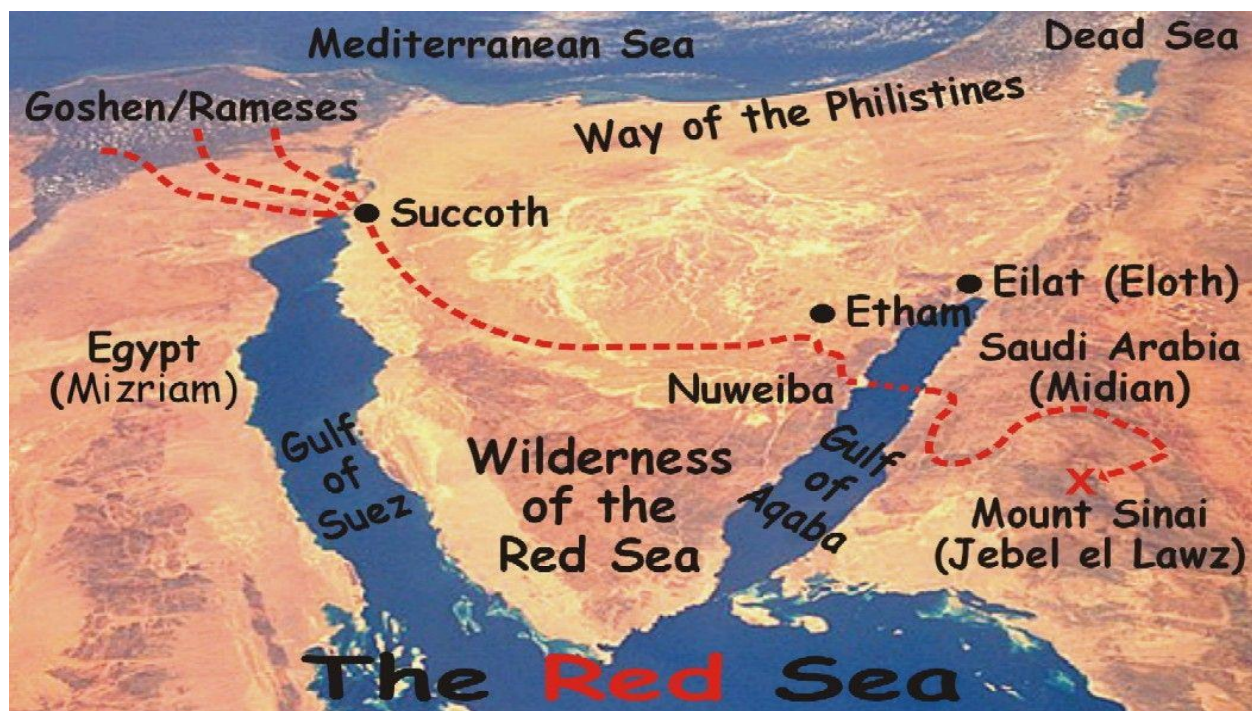 Mediterranean Sea
Dead Sea
Goshen/Rameses
Way of the Philistines
Succoth
Eilat (Eloth)
Etham
Egypt
(Mizriam)
Saudi Arabia
(Midian)
Nuweiba
Gulf
of
Suez
Wilderness
of the
Red Sea
Gulf
of
Aqaba
X
Mount Sinai
(Jebel el Lawz)
The Red Sea